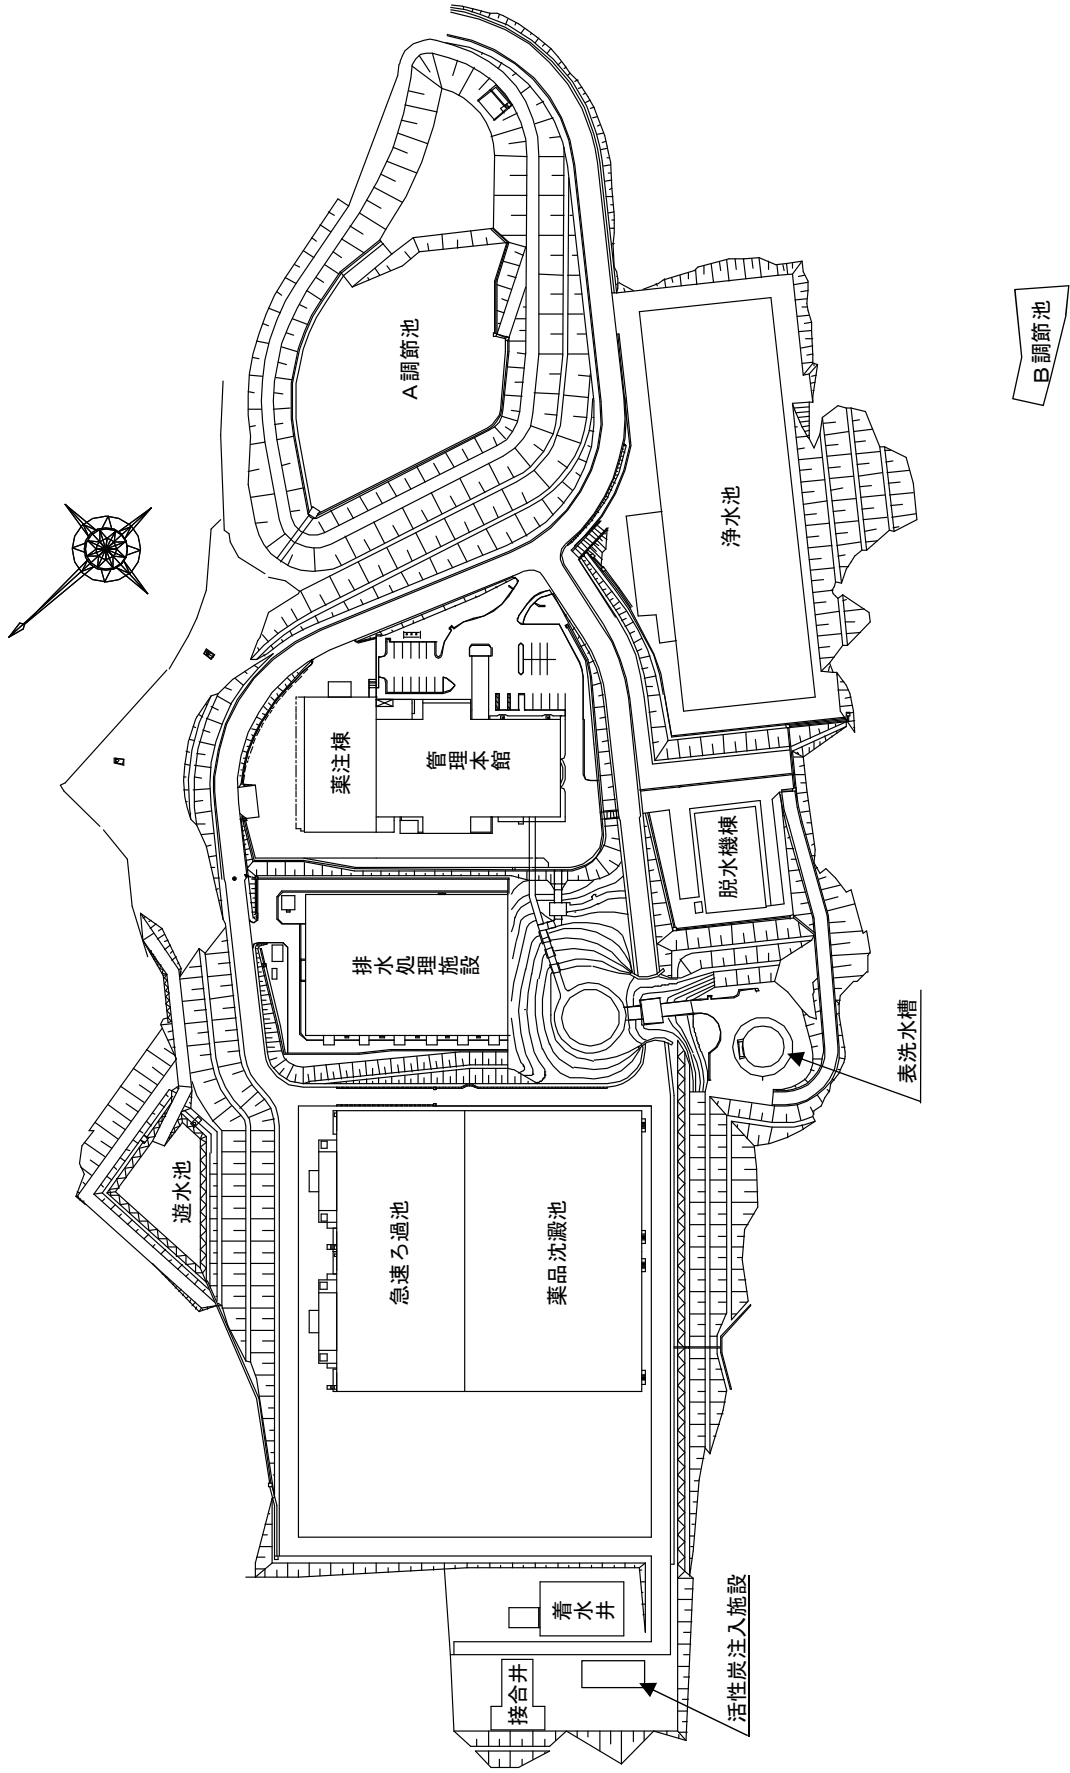 A調節池
B調節池
浄水池
薬注棟
管理本館
脱水機棟
排水処理施設
表洗水槽
遊水池
急速ろ過池
薬品沈澱池
着水井
接合井
活性炭注入施設